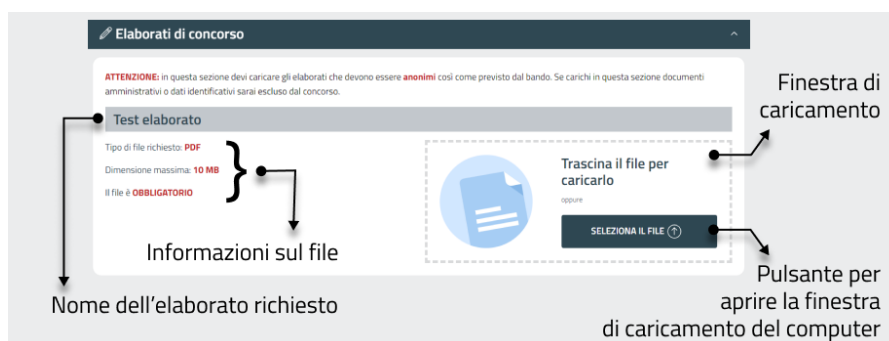 Elaborati di concorso
ATTENZIONE: in questa sezione devi caricare gli elaborati che devono essere anonimi così come previsto dal bando. Se carichi in questa sezione documenti
amministrativi o dati identificativi sarai escluso dal concorso.
Finestra di
caricamento
Test elaborato
Tipo di file richiesto: PDF
Dimensione massima: 10 MB
Il file è OBBLIGATORIO
Trascina il file per
caricarlo
oppure
SELEZIONA IL FILE
Informazioni sul file
Nome dell'elaborato richiesto
Pulsante per
aprire la finestra
di caricamento del computer